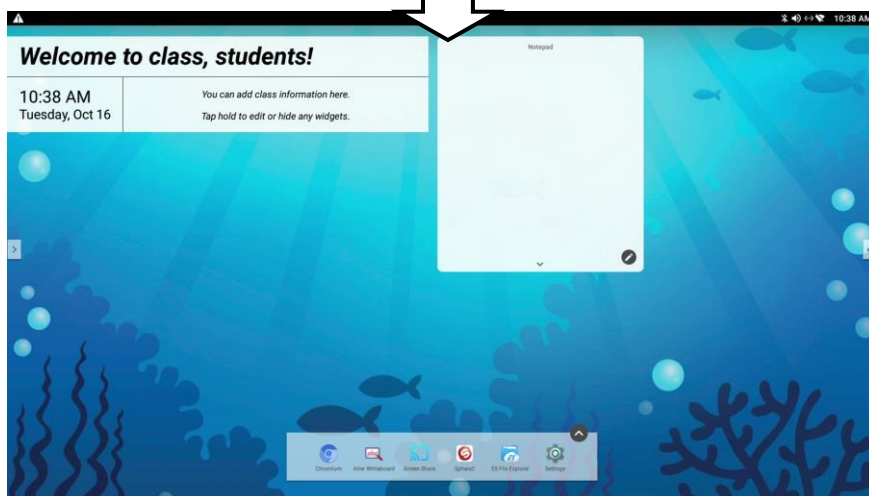 10:38 AM
Welcome to class, students!
10:38 AM
Tuesday, Oct 16
You can add class information here.
Tap hold to edit or hide any widgets.
Notepad
Chromium
AVer Whiteboard
Screen Share
Sphere2
ES File Explorer
Settings